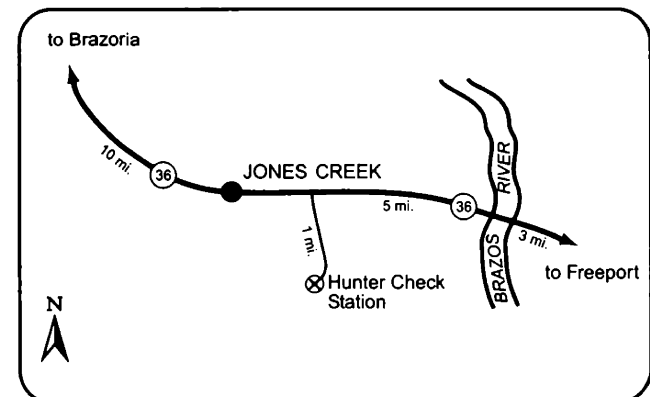 to Brazoria
10 mi.
36
JONES CREEK
5 mi.
36
BRAZOS RIVER
3 mi.
to Freeport
1 mi.
Hunter Check
Station
N